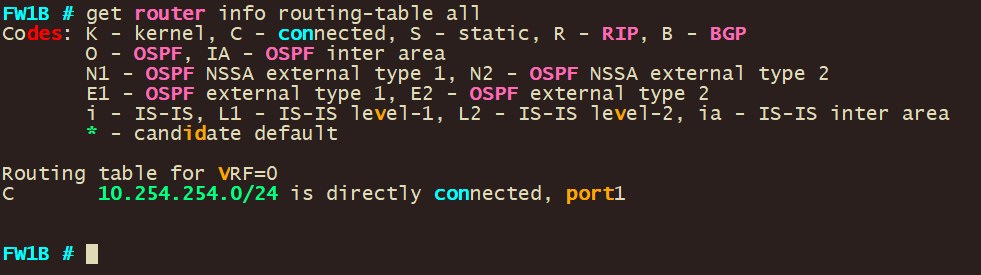 FW1B # get router info routing-table all
Codes: K - kernel, C - connected, S - static, R - RIP, B - BGP
O - OSPF, IA - OSPF inter area
N1 - OSPF NSSA external type 1, N2 - OSPF NSSA external type 2
E1 - OSPF external type 1, E2 - OSPF external type 2
i - IS-IS, L1 - IS-IS level-1, L2 - IS-IS level-2, ia - IS-IS inter area
* - candidate default
Routing table for VRF=0
C 10.254.254.0/24 is directly connected, port1
FW1B #